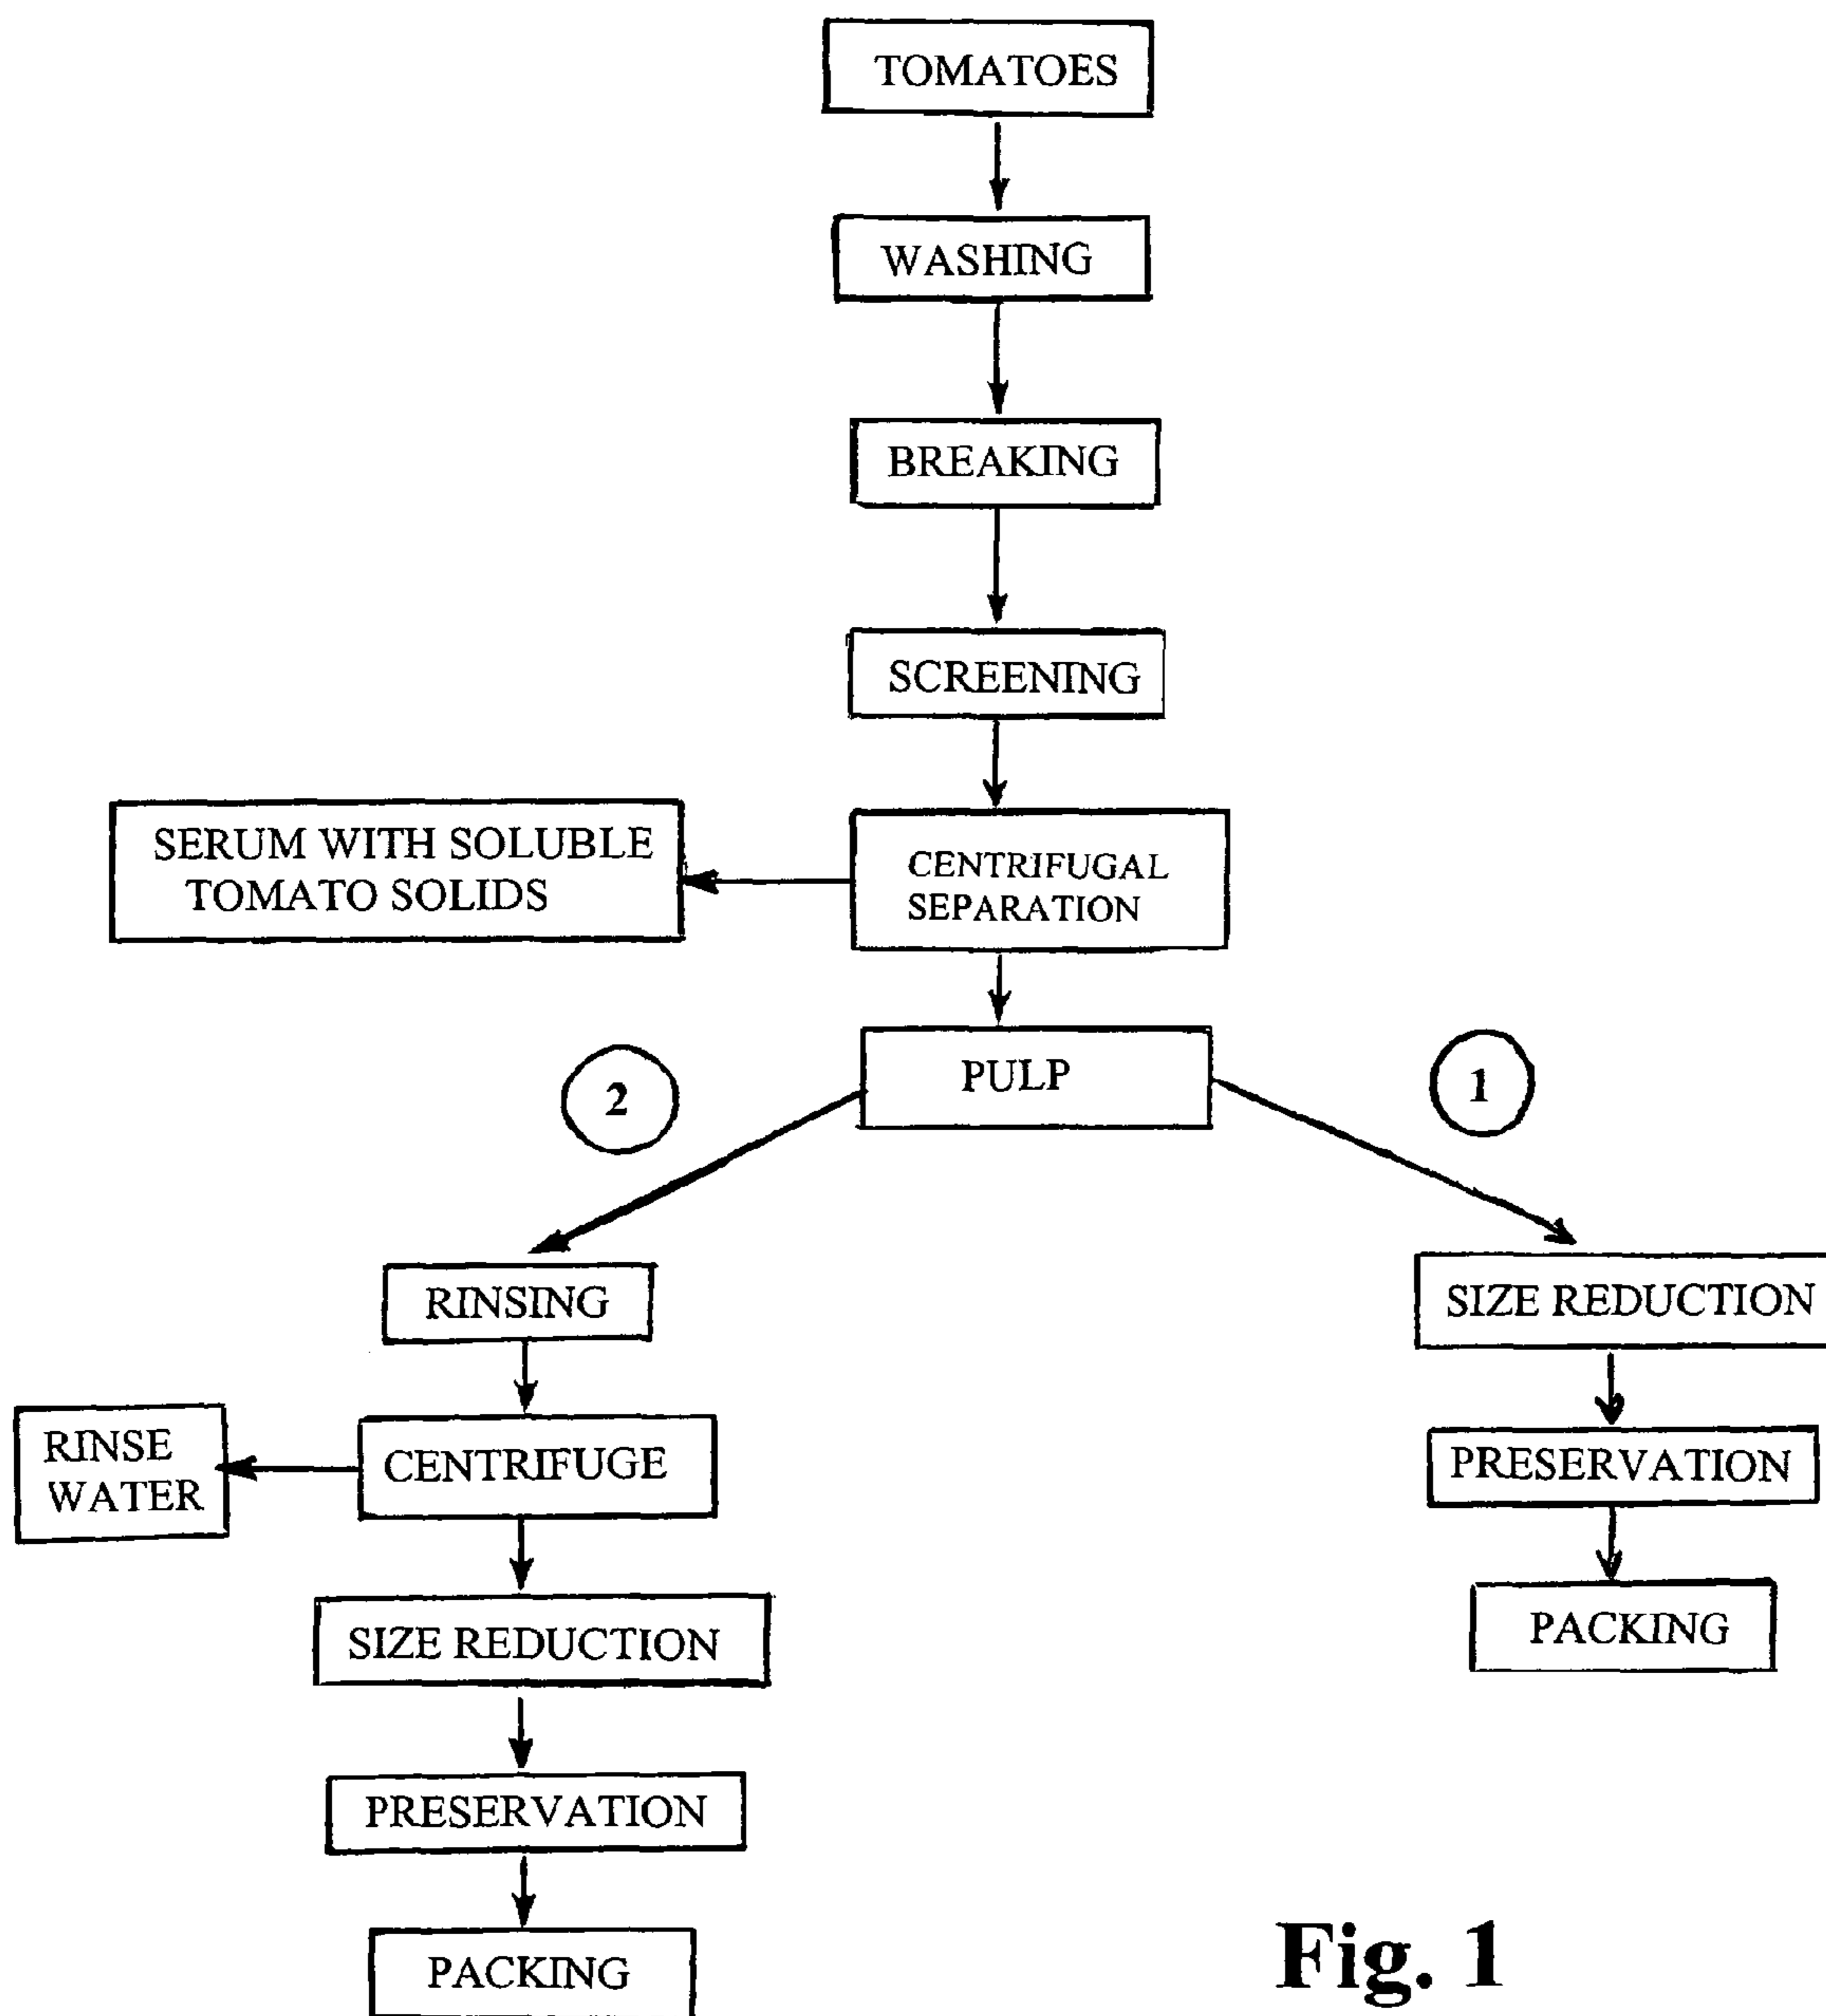 TOMATOES
WASHING
BREAKING
SCREENING
SERUM WITH SOLUBLE
TOMATO SOLIDS
CENTRIFUGAL
SEPARATION
PULP
2
1
RINSING
SIZE REDUCTION
RINSE
WATER
CENTRIFUGE
PRESERVATION
SIZE REDUCTION
PACKING
PRESERVATION
PACKING
Fig. 1